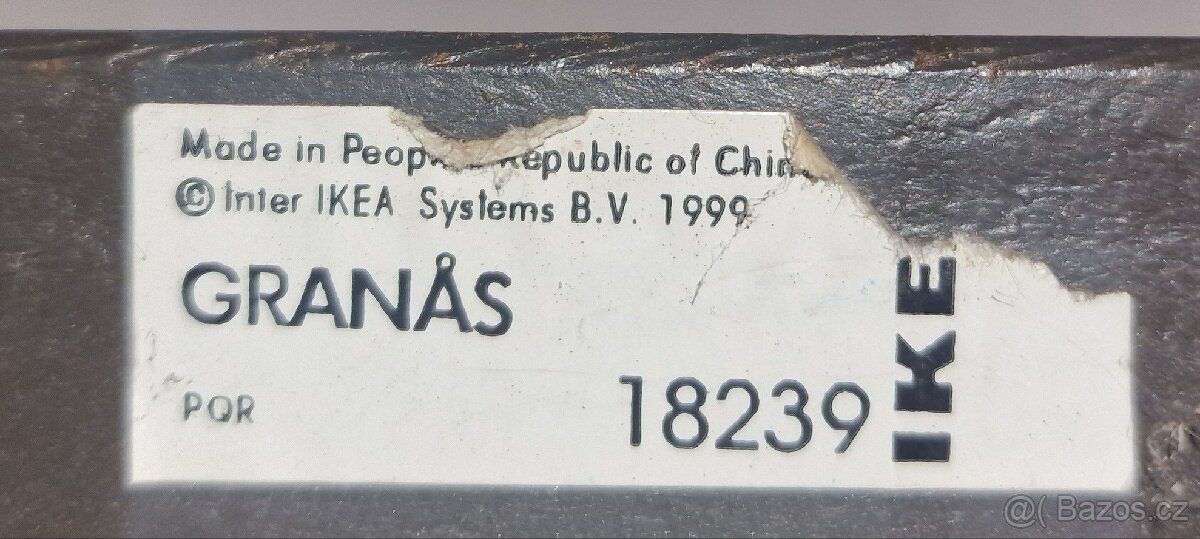 Made in Peop Republic of Chin
© Inter IKEA Systems B.V. 1999
GRANÅS
PQR
18239
IKE
@( Bazos.cz